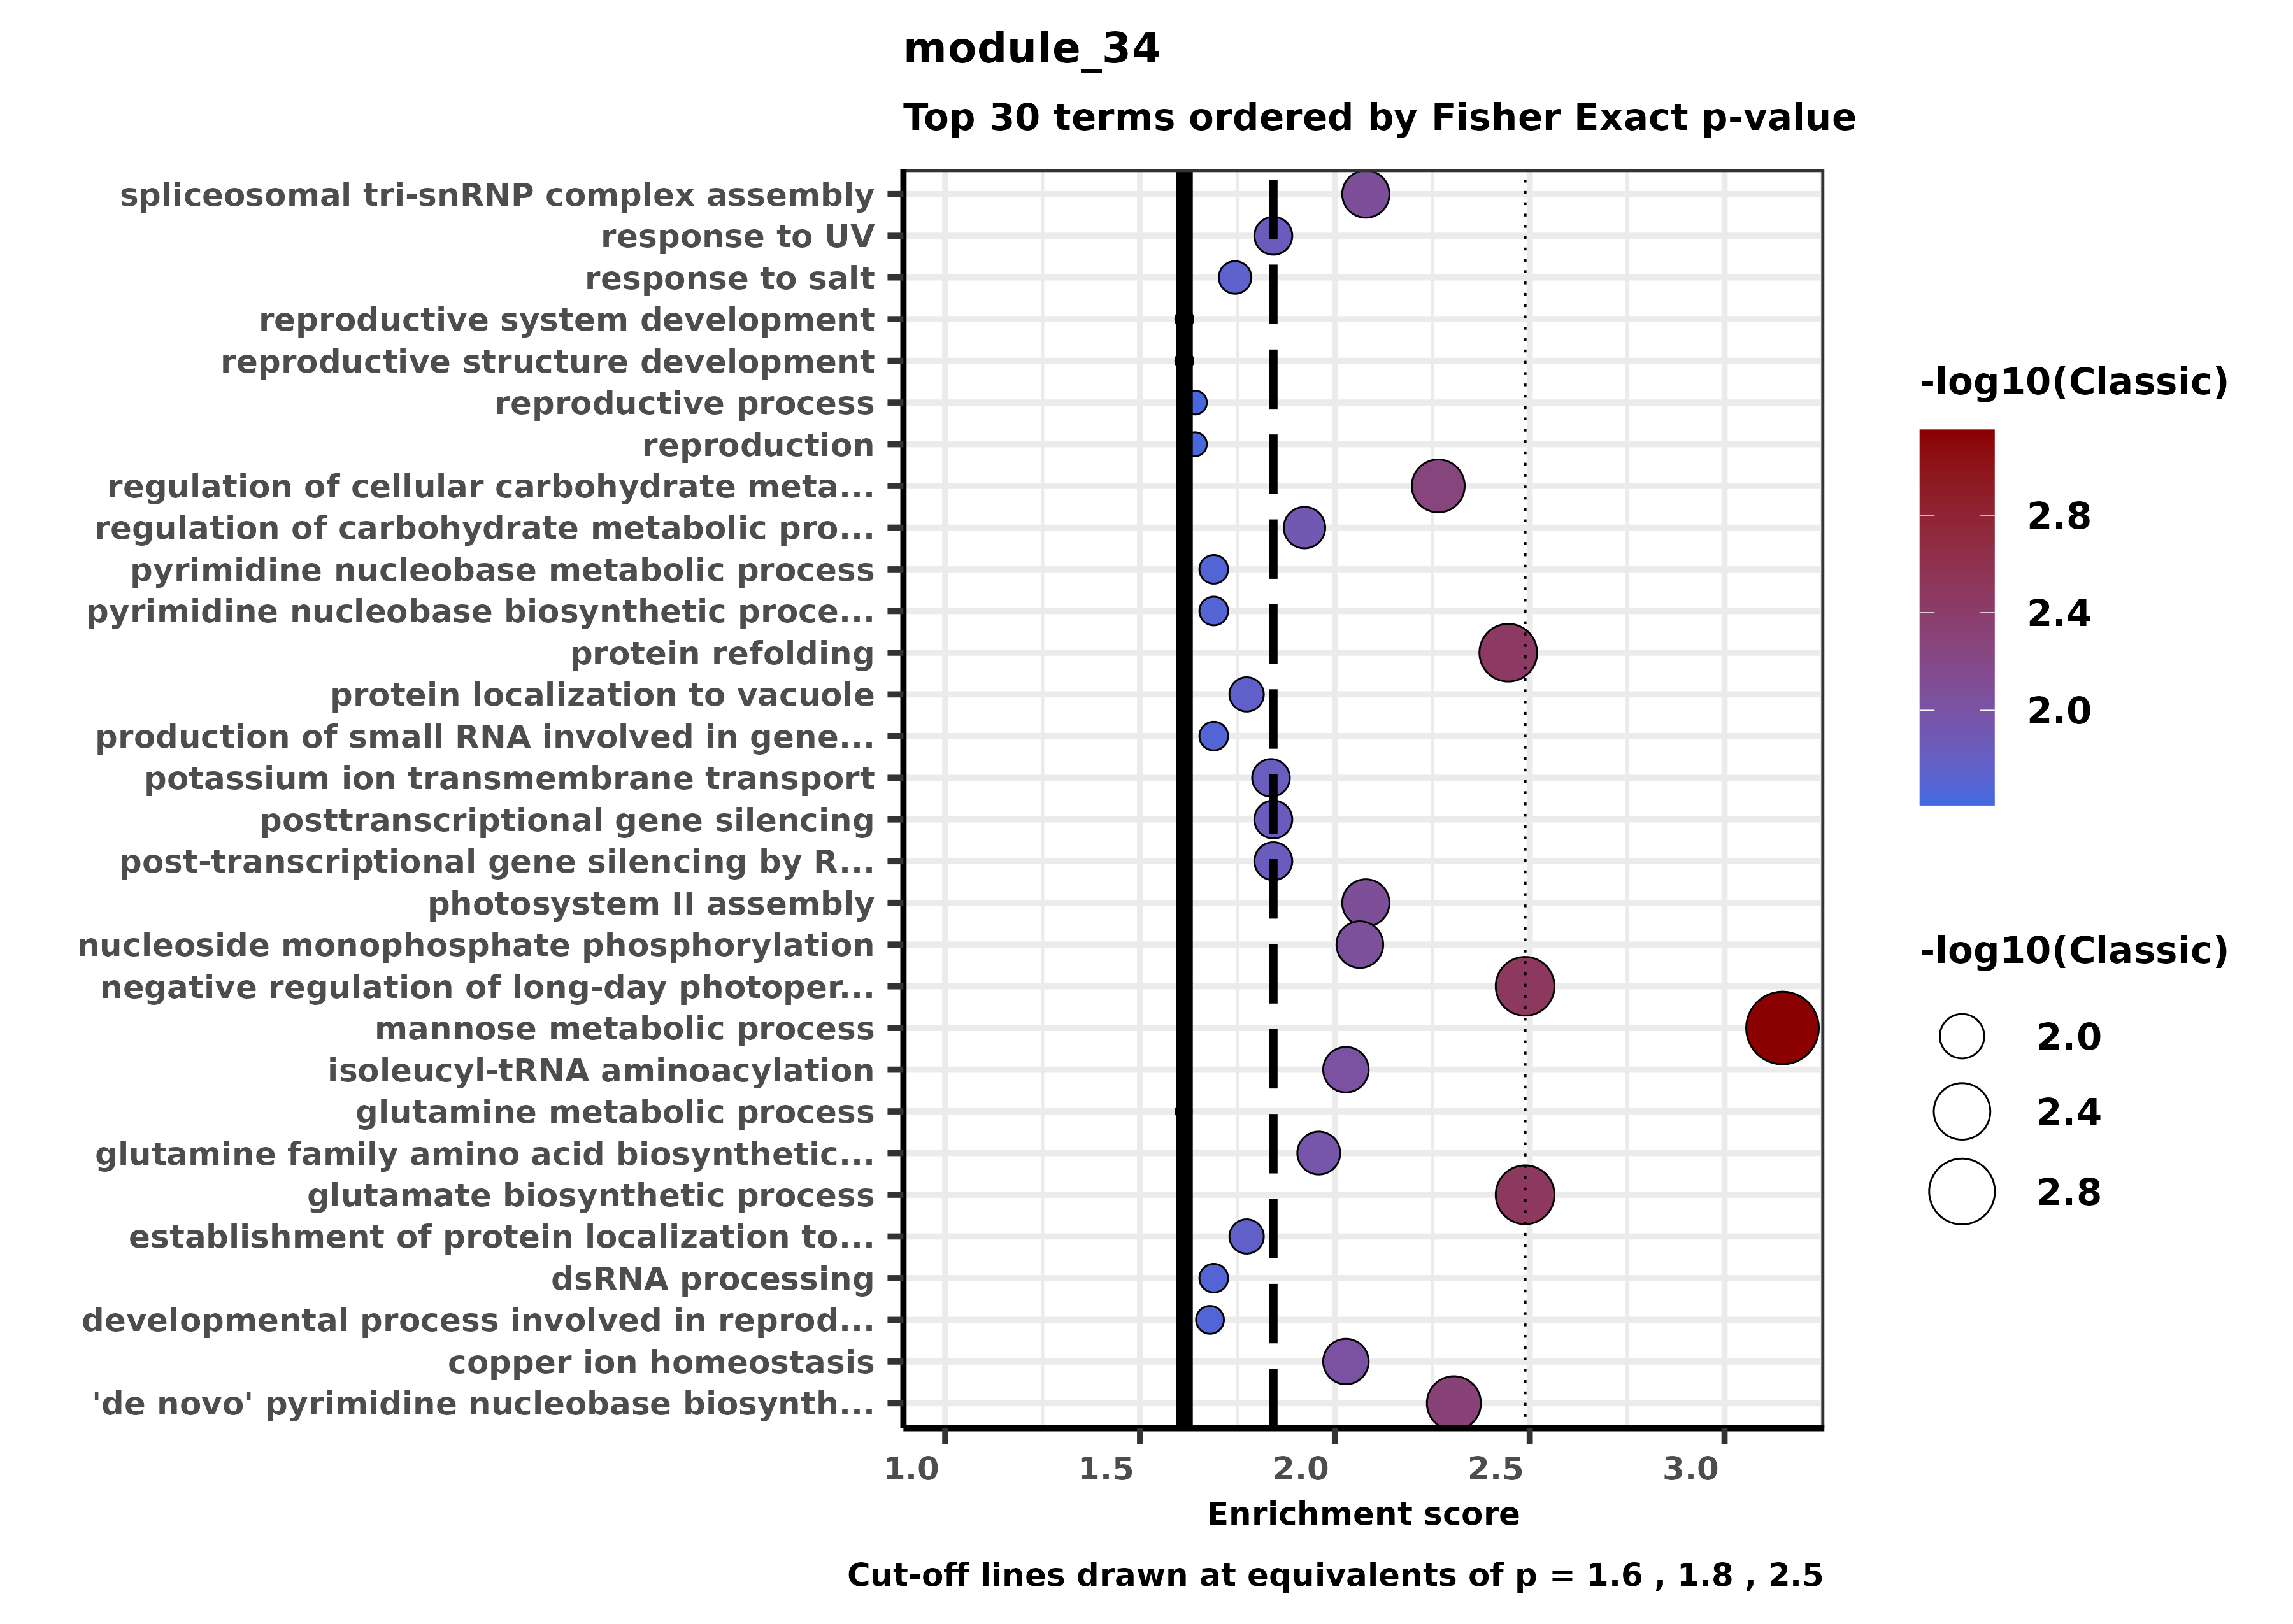 module_34
Top 30 terms ordered by Fisher Exact p-value
spliceosomal tri-snRNP complex assembly
response to UV
response to salt
reproductive system development
reproductive structure development
reproductive process
reproduction
regulation of cellular carbohydrate meta...
regulation of carbohydrate metabolic pro...
pyrimidine nucleobase metabolic process
pyrimidine nucleobase biosynthetic proce...
protein refolding
protein localization to vacuole
production of small RNA involved in gene...
potassium ion transmembrane transport
posttranscriptional gene silencing
post-transcriptional gene silencing by R...
photosystem II assembly
nucleoside monophosphate phosphorylation
negative regulation of long-day photoper...
mannose metabolic process
isoleucyl-tRNA aminoacylation
glutamine metabolic process
glutamine family amino acid biosynthetic...
glutamate biosynthetic process
establishment of protein localization to...
dsRNA processing
developmental process involved in reprod...
copper ion homeostasis
'de novo' pyrimidine nucleobase biosynth...
1.0 1.5 2.0 2.5 3.0
Enrichment score
Cut-off lines drawn at equivalents of p = 1.6 , 1.8 , 2.5
-log10(Classic)
2.8
2.4
2.0
-log10(Classic)
2.0
2.4
2.8